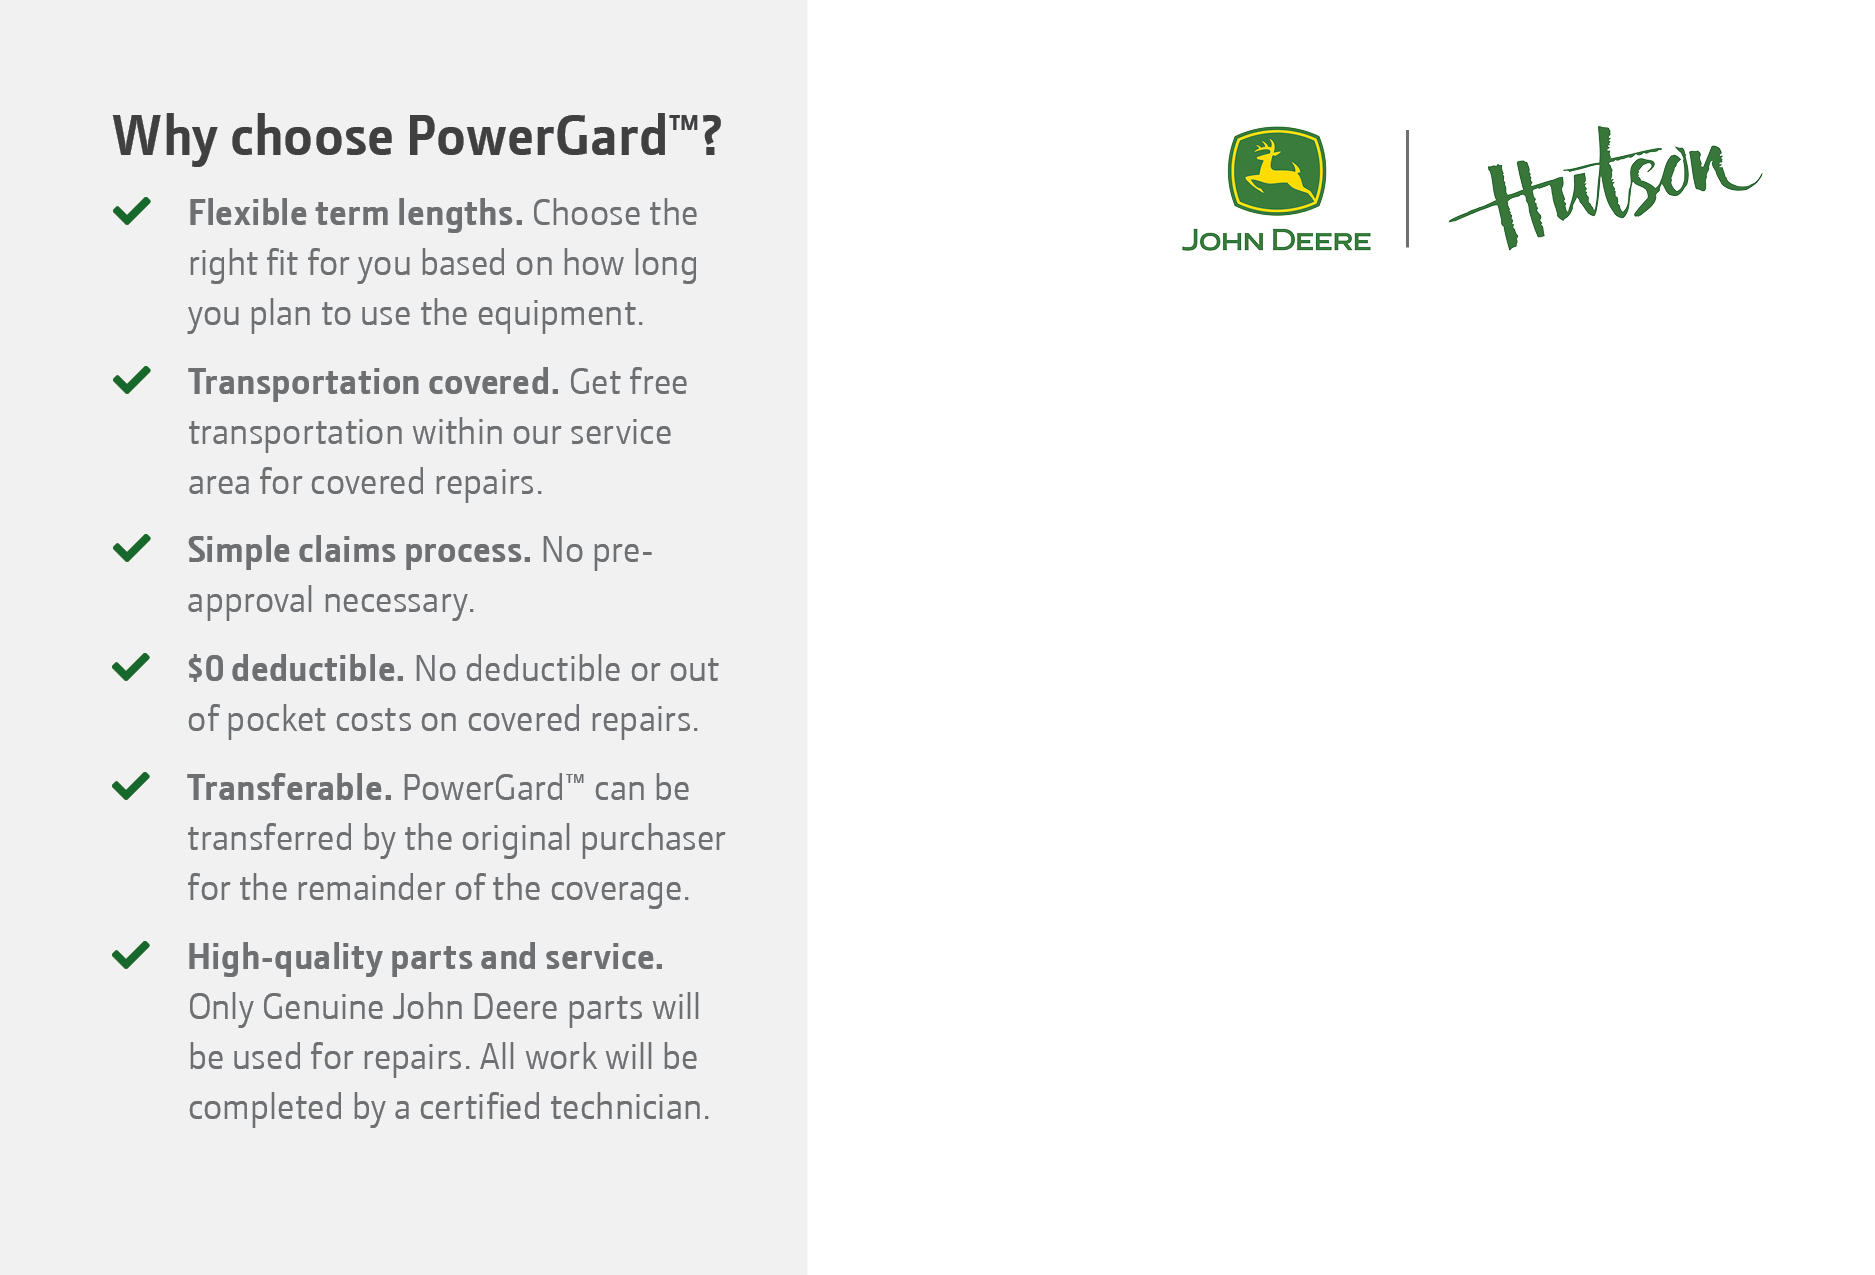 Why choose PowerGard™?
Flexible term lengths. Choose the
right fit for you based on how long
you plan to use the equipment.
Transportation covered. Get free
transportation within our service
area for covered repairs.
Simple claims process. No pre-
approval necessary.
$0 deductible. No deductible or out
of pocket costs on covered repairs.
Transferable. PowerGard™ can be
transferred by the original purchaser
for the remainder of the coverage.
High-quality parts and service.
Only Genuine John Deere parts will
be used for repairs. All work will be
completed by a certified technician.
JOHN DEERE
Hutson